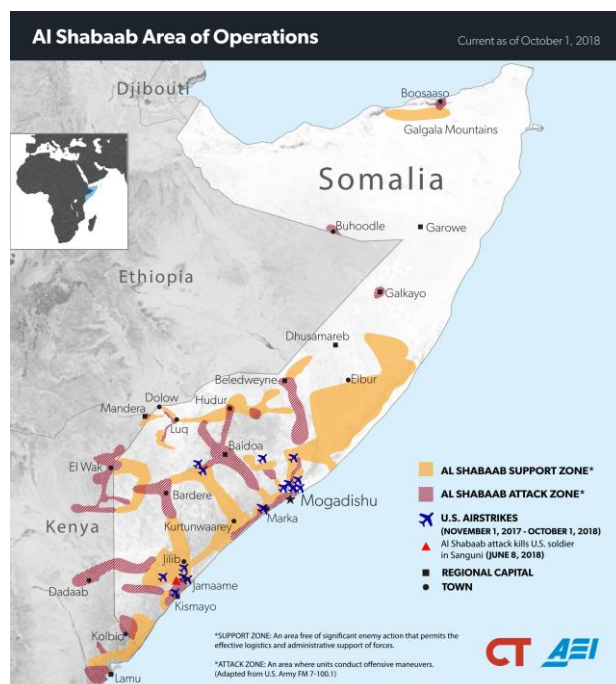 Al Shabaab Area of Operations
Current as of October 1, 2018
Djibouti
Boosaaso
Galgala Mountains
Somalia
Buhoodle
Garowe
Ethiopia
Galkayo
Dhusamareb
Beledweyne
Elbur
Dolow
Hudur
Mandera
Luq
Baidoa
El Wak
Bardere
Mogadishu
Kenya
Kurtunwaarey
Marka
Jilib
Dadaab
Jamaame
Kismayo
Kolbio
Lamu
AL SHABAAB SUPPORT ZONE*
AL SHABAAB ATTACK ZONE*
U.S. AIRSTRIKES
(NOVEMBER 1, 2017 - OCTOBER 1, 2018)
Al Shabaab attack kills U.S. soldier
in Sanguni (JUNE 8, 2018)
REGIONAL CAPITAL
TOWN
*SUPPORT ZONE: An area free of significant enemy action that permits the
effective logistics and administrative support of forces.
*ATTACK ZONE: An area where units conduct offensive maneuvers.
(Adapted from U.S. Army FM 7-100.1)
CT
AEI